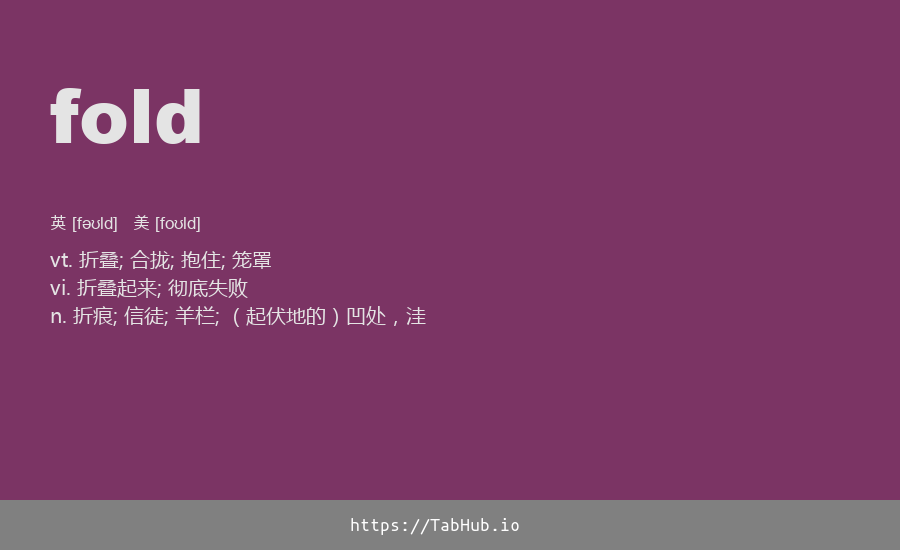 fold
英 [fəʊld] 美 [foʊld]
vt. 折叠; 合拢; 抱住; 笼罩
vi. 折叠起来; 彻底失败
n. 折痕; 信徒; 羊栏; （起伏地的）凹处，洼
https://TabHub.io